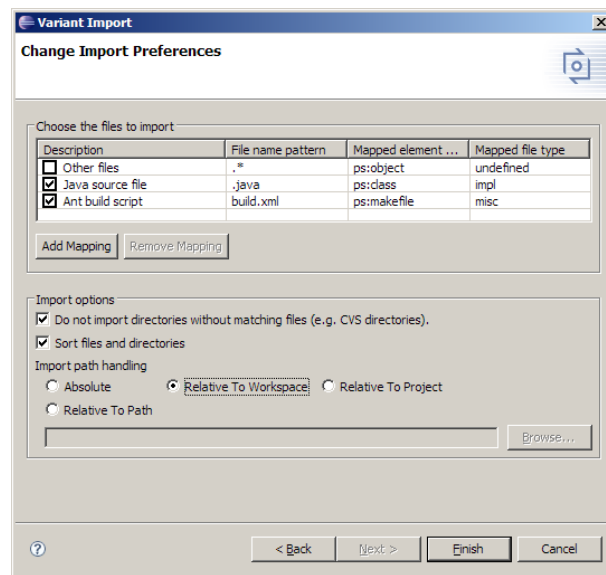 Variant Import
Change Import Preferences
Choose the files to import
Description File name pattern Mapped element ... Mapped file type
Other files .* ps:object undefined
Java source file .java ps:class impl
Ant build script build.xml ps:makefile misc
Add Mapping Remove Mapping
Import options
Do not import directories without matching files (e.g. CVS directories).
Sort files and directories
Import path handling
Absolute Relative To Workspace Relative To Project
Relative To Path
Browse...
? < Back Next > Finish Cancel